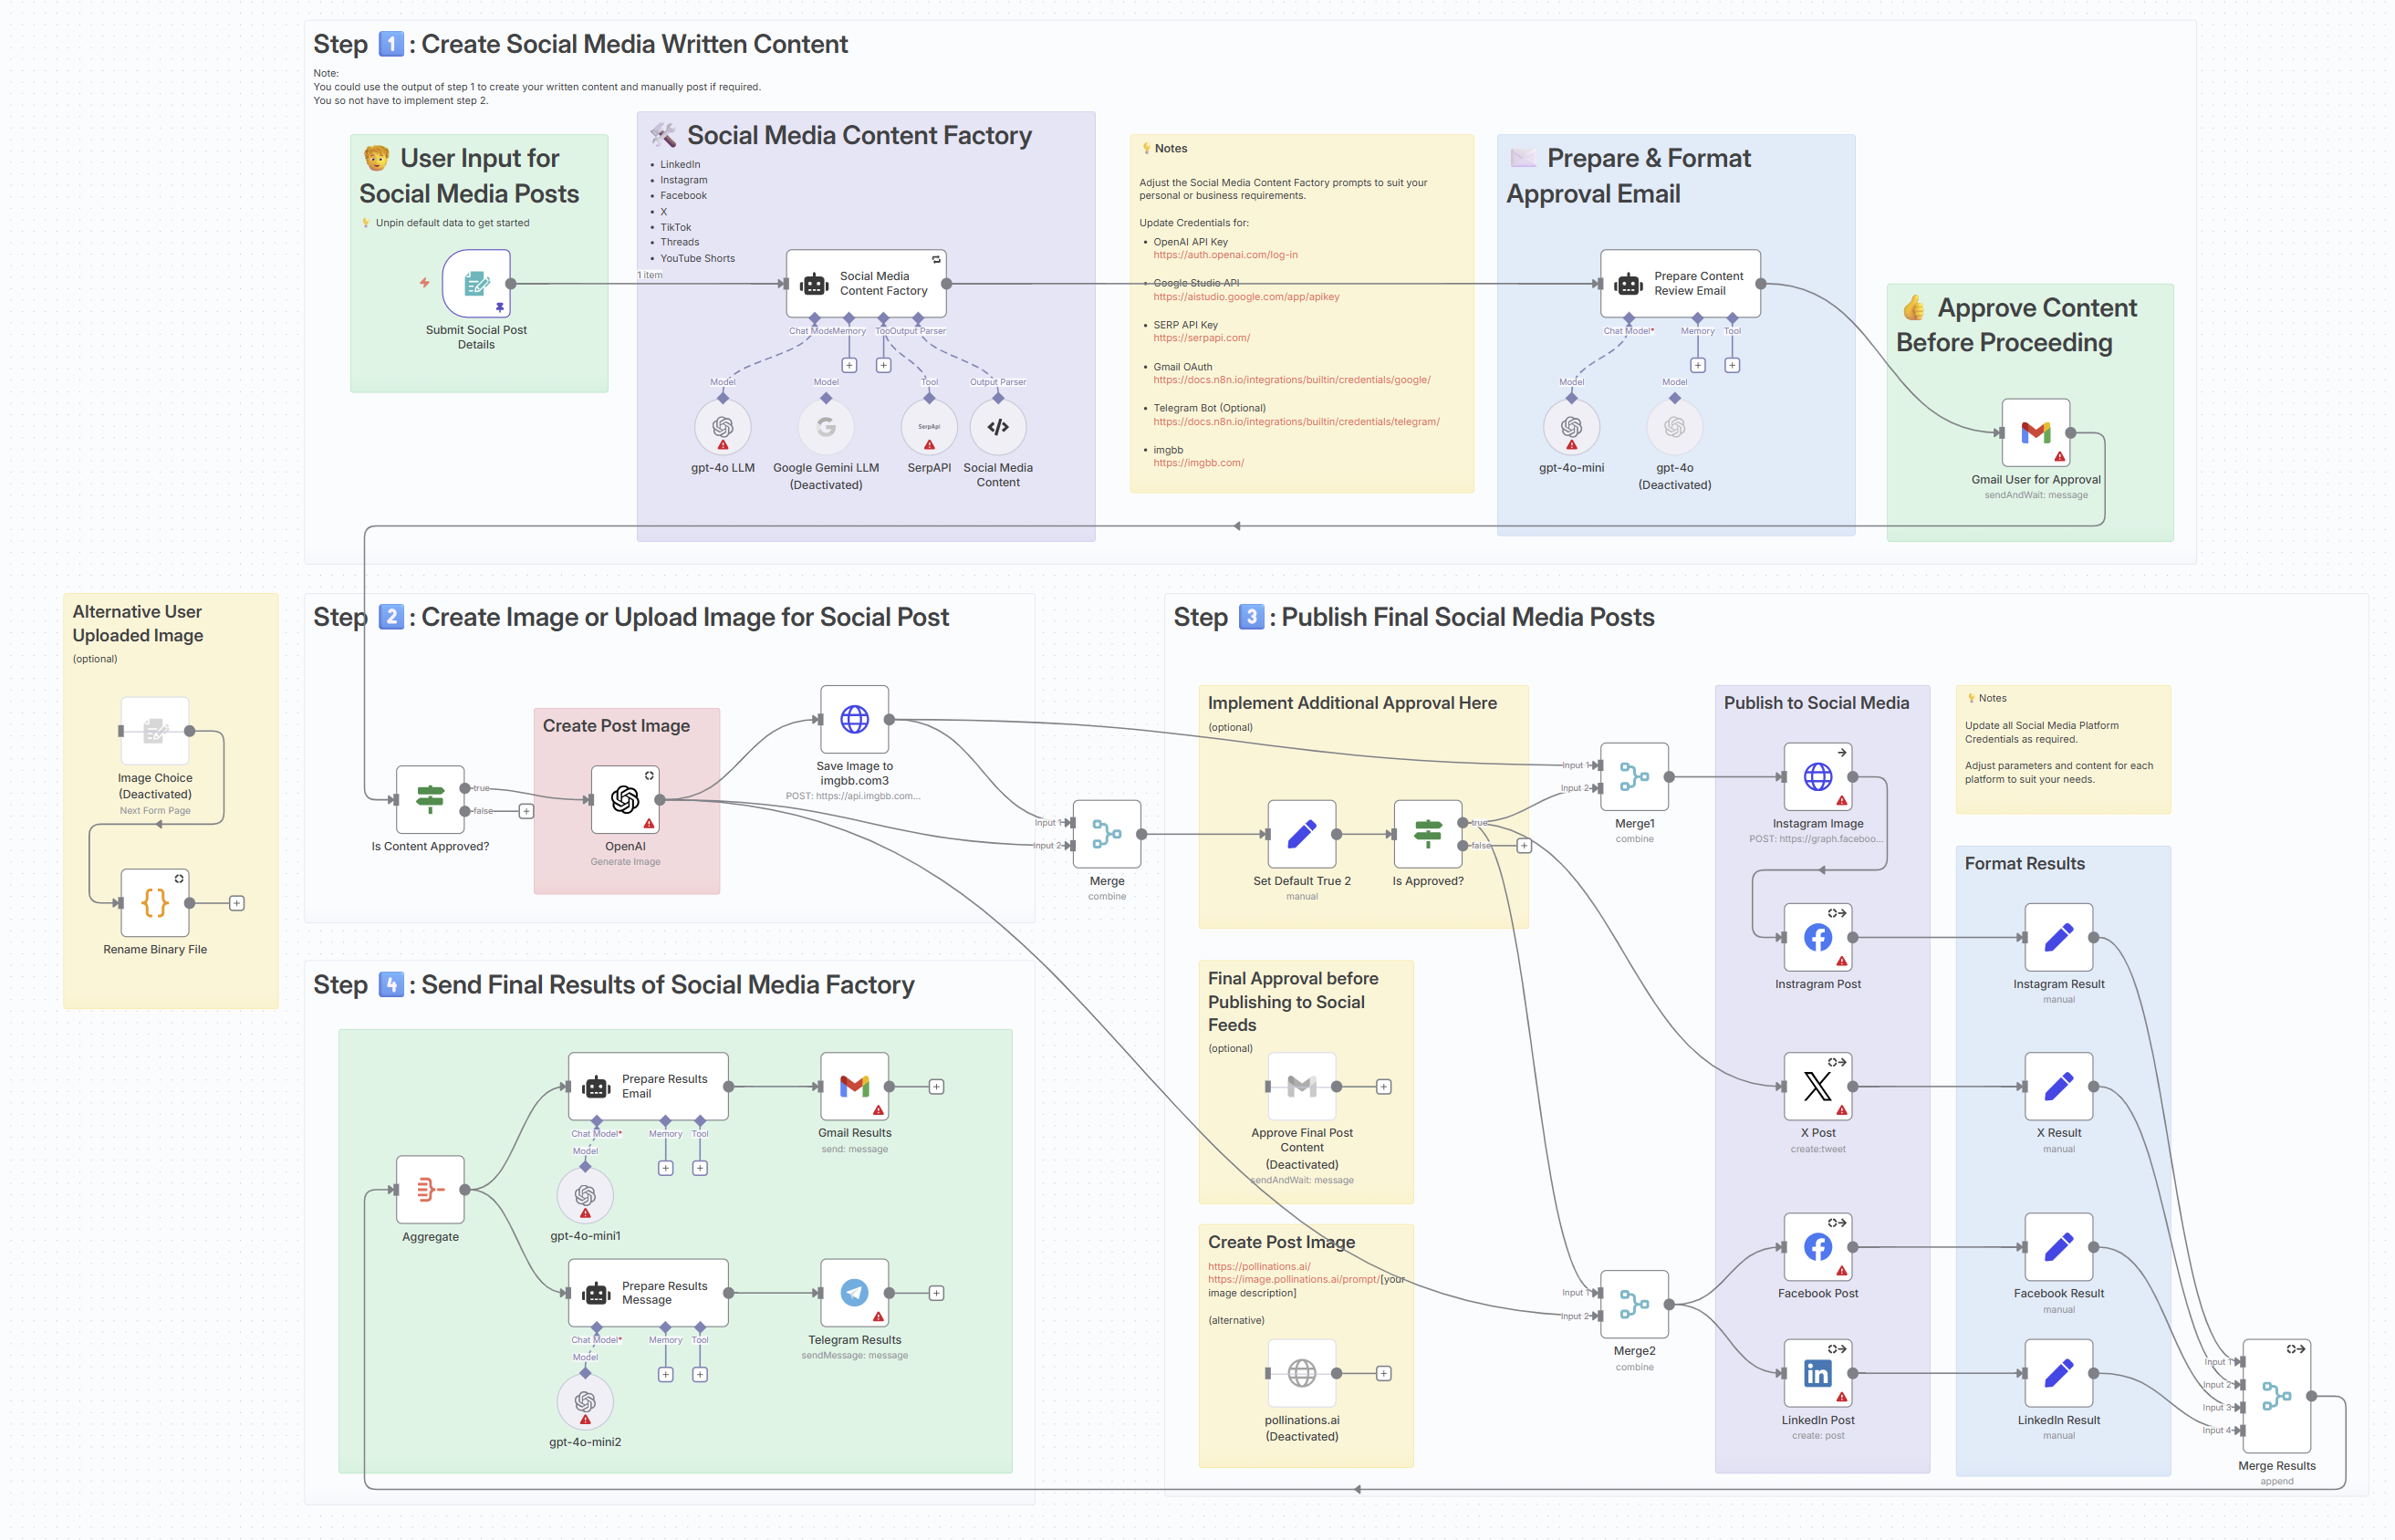 Step 1 : Create Social Media Written Content
Note:
You could use the output of step 1 to create your written content and manually post if required.
You so not have to implement step 2.
User Input for
Social Media Posts
Unpin default data to get started
Submit Social Post
Details
1 item
Social Media Content Factory
LinkedIn
Instagram
Facebook
X
TikTok
Threads
YouTube Shorts
Social Media
Content Factory
Chat Mode
Memory
Too
Output Parser
Model
Model
Tool
Output Parser
SerpApi
gpt-4o LLM
Google Gemini LLM
(Deactivated)
SerpAPI
Social Media
Content
Notes
Adjust the Social Media Content Factory prompts to suit your
personal or business requirements.
Update Credentials for:
OpenAI API Key
https://auth.openai.com/log-in
Google Studio API
https://aistudio.google.com/app/apikey
SERP API Key
https://serpapi.com/
Gmail OAuth
https://docs.n8n.io/integrations/builtin/credentials/google/
Telegram Bot (Optional)
https://docs.n8n.io/integrations/builtin/credentials/telegram/
imgbb
https://imgbb.com/
Prepare & Format
Approval Email
Prepare Content
Review Email
Chat Model*
Memory
Tool
Model
Model
gpt-4o-mini
gpt-4o
(Deactivated)
Approve Content
Before Proceeding
Gmail User for Approval
sendAndWait: message
Alternative User
Uploaded Image
(optional)
Image Choice
(Deactivated)
Next Form Page
Rename Binary File
Step 2 : Create Image or Upload Image for Social Post
Is Content Approved?
true
false
Create Post Image
OpenAI
Generate Image
Save Image to
imgbb.com3
POST: https://api.imgbb.com...
Input 1
Input 2
Merge
combine
Step 3 : Publish Final Social Media Posts
Implement Additional Approval Here
(optional)
Set Default True 2
manual
Is Approved?
true
false
Input 1
Input 2
Merge1
combine
Final Approval before
Publishing to Social
Feeds
(optional)
Approve Final Post
Content
(Deactivated)
sendAndWait: message
Create Post Image
https://pollinations.ai/
https://image.pollinations.ai/prompt/[your
image description]
(alternative)
pollinations.ai
(Deactivated)
Input 1
Input 2
Merge2
combine
Publish to Social Media
Instagram Image
POST: https://graph.faceboo...
Instragram Post
X Post
create:tweet
Facebook Post
LinkedIn Post
create: post
Notes
Update all Social Media Platform
Credentials as required.
Adjust parameters and content for each
platform to suit your needs.
Format Results
Instagram Result
manual
X Result
manual
Facebook Result
manual
LinkedIn Result
manual
Input 1
Input 2
Input 3
Input 4
Merge Results
append
Step 4 : Send Final Results of Social Media Factory
Aggregate
Prepare Results
Email
Chat Model*
Memory
Tool
Model
gpt-4o-mini1
Gmail Results
send: message
Prepare Results
Message
Chat Model*
Memory
Tool
Model
gpt-4o-mini2
Telegram Results
sendMessage: message